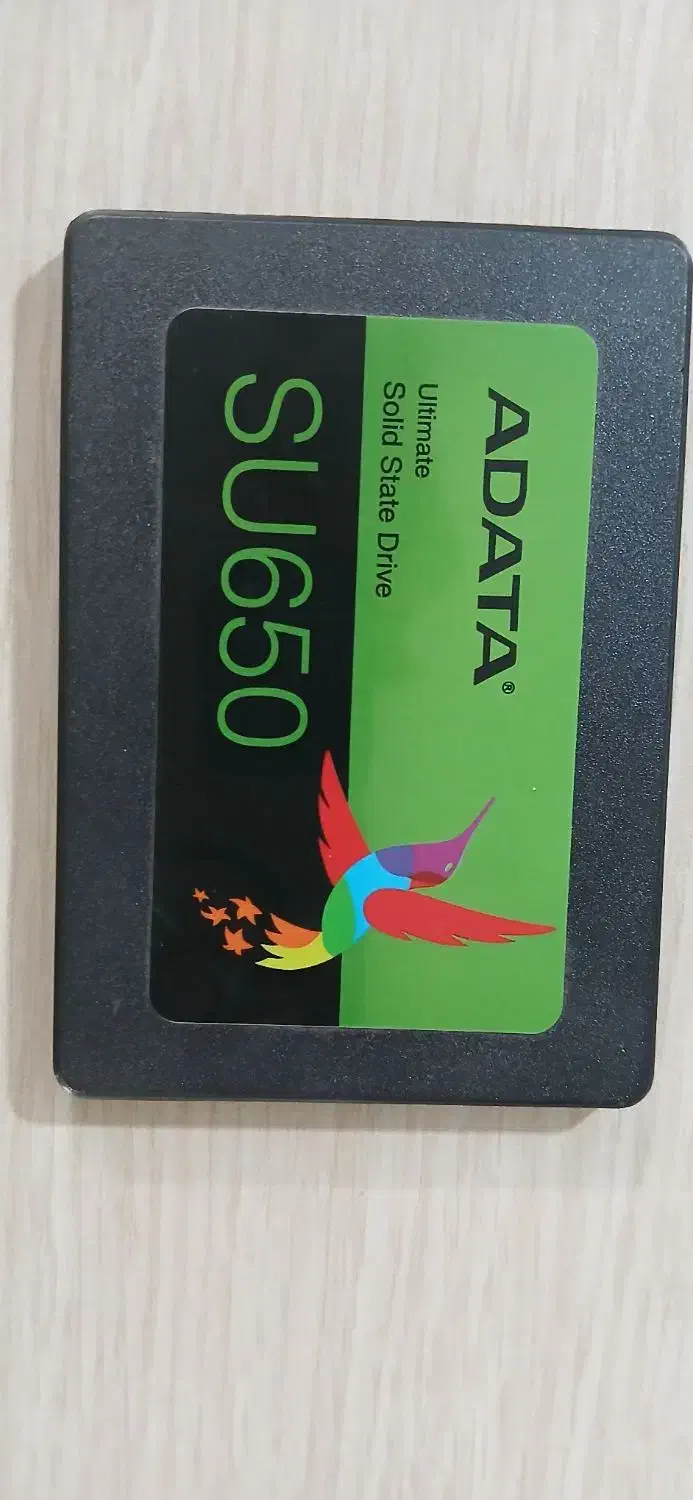 ADATA®
Ultimate
Solid State Drive
SU650